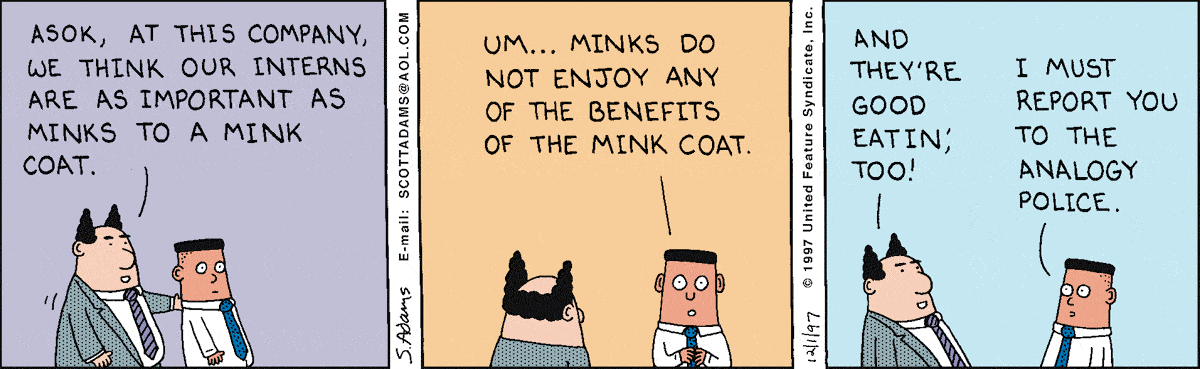 ASOK, AT THIS COMPANY,
WE THINK OUR INTERNS
ARE AS IMPORTANT AS
MINKS TO A MINK
COAT.
S.Adams
E-mail: SCOTTADAMS@AOL.COM
UM... MINKS DO
NOT ENJOY ANY
OF THE BENEFITS
OF THE MINK COAT.
12/1/97
© 1997 United Feature Syndicate, Inc.
AND
THEY'RE
GOOD
EATIN',
TOO!
I MUST
REPORT YOU
TO THE
ANALOGY
POLICE.